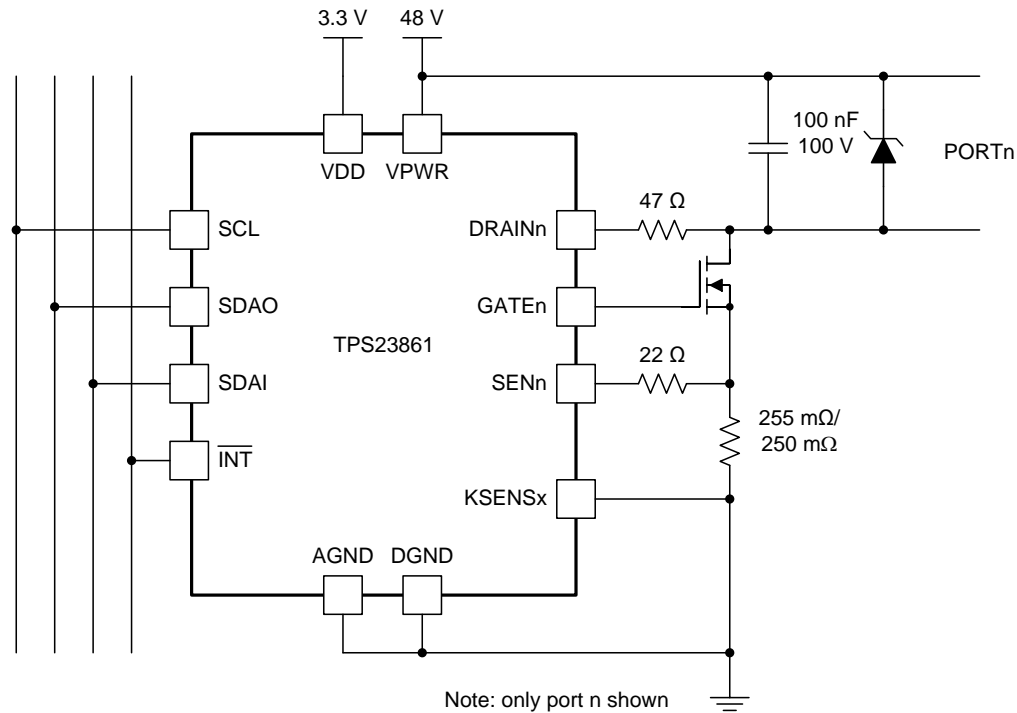 3.3 V
48 V
VDD
VPWR
100 nF
100 V
PORTn
SCL
DRAINn
47 Ω
SDAO
GATEn
TPS23861
SDAI
SENn
22 Ω
INT
255 mΩ/
250 mΩ
KSENSx
AGND
DGND
Note: only port n shown